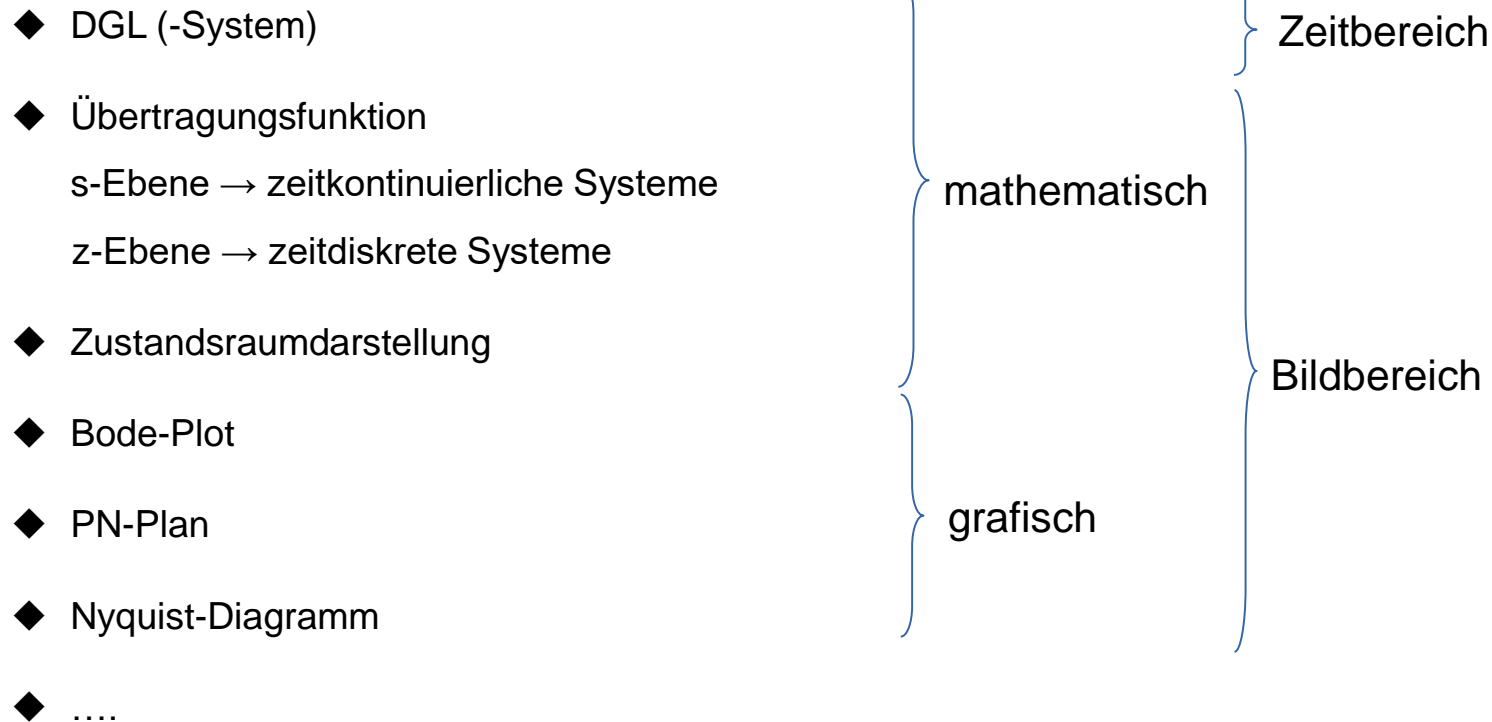 ◆ DGL (-System)
◆ Übertragungsfunktion
s-Ebene → zeitkontinuierliche Systeme
z-Ebene → zeitdiskrete Systeme
◆ Zustandsraumdarstellung
◆ Bode-Plot
◆ PN-Plan
◆ Nyquist-Diagramm
◆ ....
mathematisch
grafisch
Zeitbereich
Bildbereich